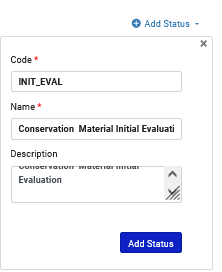 Add Status
×
Code *
INIT_EVAL
Name *
Conservation  Material Initial Evaluati
Description
Conservation  Material Initial
Evaluation
Add Status